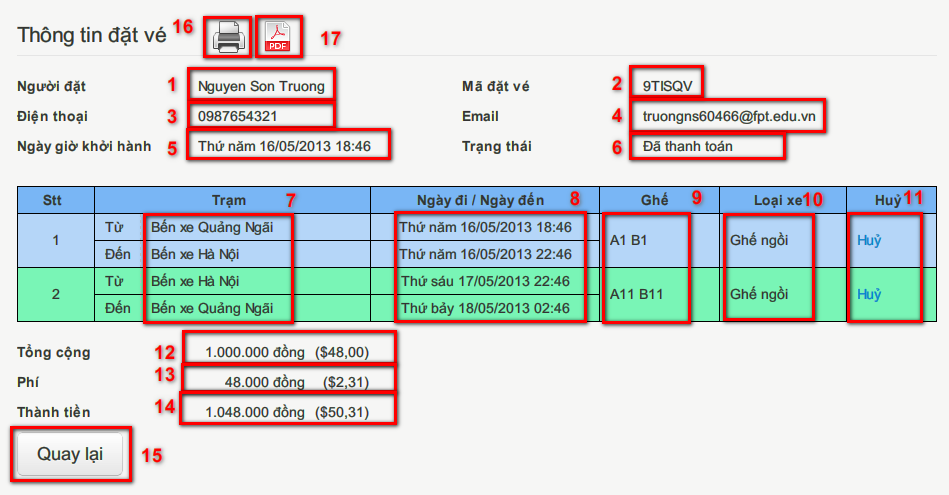 Thông tin đặt vé 16 PDF 17
Người đặt 1 Nguyen Son Truong Mã đặt vé 2 9TISQV
Điện thoại 3 0987654321 Email 4 truongns60466@fpt.edu.vn
Ngày giờ khởi hành 5 Thứ năm 16/05/2013 18:46 Trạng thái 6 Đã thanh toán
Stt Trạm 7 Ngày đi / Ngày đến 8 Ghế 9 Loại xe 10 Huỷ 11
1 Từ Bến xe Quảng Ngãi Thứ năm 16/05/2013 18:46 A1 B1 Ghế ngồi Huỷ
Đến Bến xe Hà Nội Thứ năm 16/05/2013 22:46
2 Từ Bến xe Hà Nội Thứ sáu 17/05/2013 22:46 A11 B11 Ghế ngồi Huỷ
Đến Bến xe Quảng Ngãi Thứ bảy 18/05/2013 02:46
Tổng cộng 12 1.000.000 đồng ($48,00)
Phí 13 48.000 đồng ($2,31)
Thành tiền 14 1.048.000 đồng ($50,31)
Quay lại 15